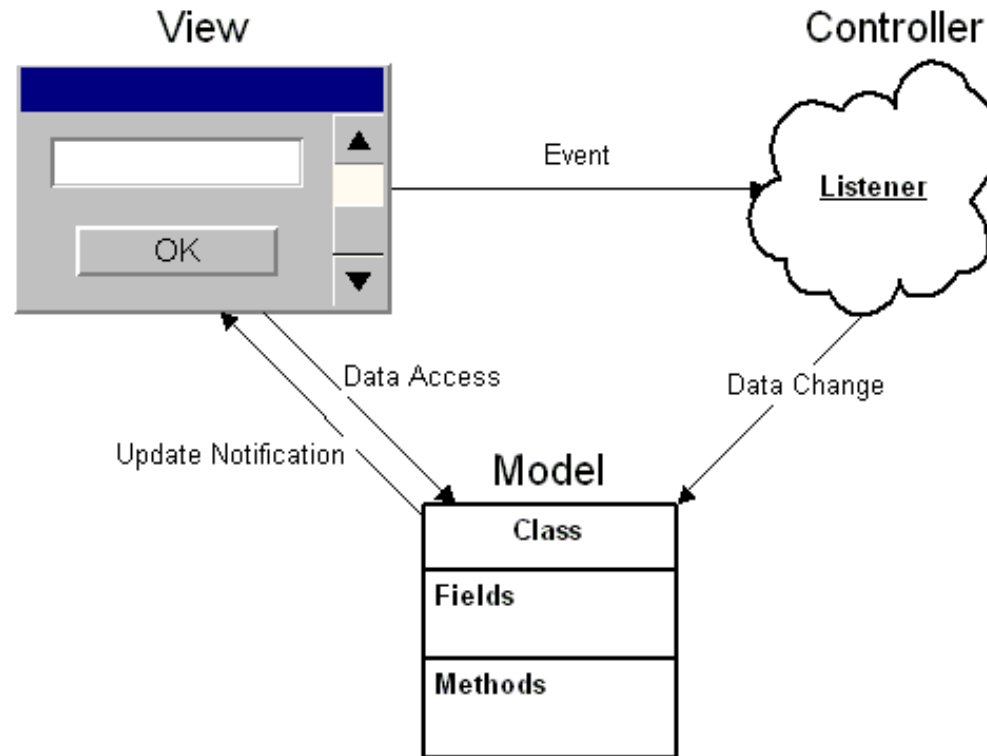 View
Controller
Event
Listener
OK
Data Access
Data Change
Update Notification
Model
Class
Fields
Methods